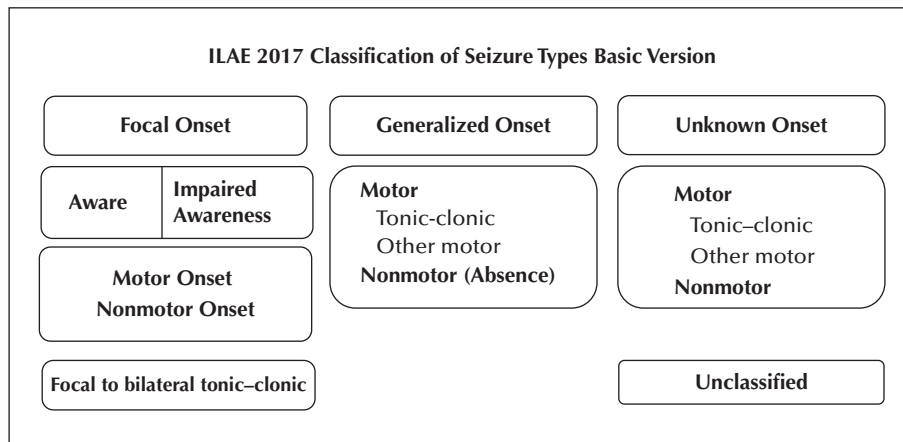 ILAE 2017 Classification of Seizure Types Basic Version
Focal Onset
Aware
Impaired
Awareness
Motor Onset
Nonmotor Onset
Focal to bilateral tonic–clonic
Generalized Onset
Motor
Tonic-clonic
Other motor
Nonmotor (Absence)
Unknown Onset
Motor
Tonic–clonic
Other motor
Nonmotor
Unclassified